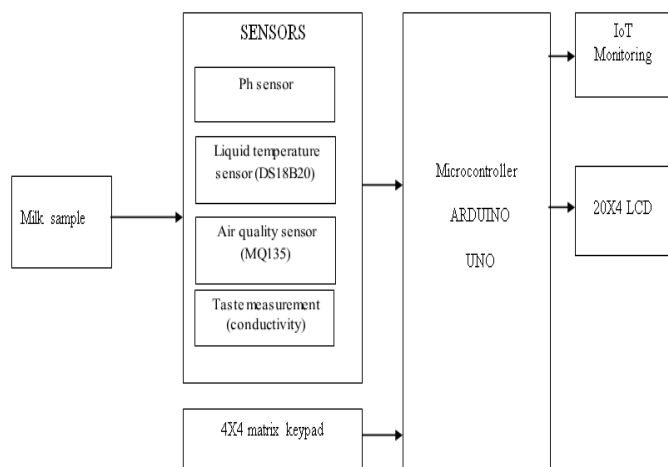 Milk sample
SENSORS
Ph sensor
Liquid temperature
sensor (DS18B20)
Air quality sensor
(MQ135)
Taste measurement
(conductivity)
4X4 matrix keypad
Microcontroller
ARDUINO
UNO
IoT
Monitoring
20X4 LCD